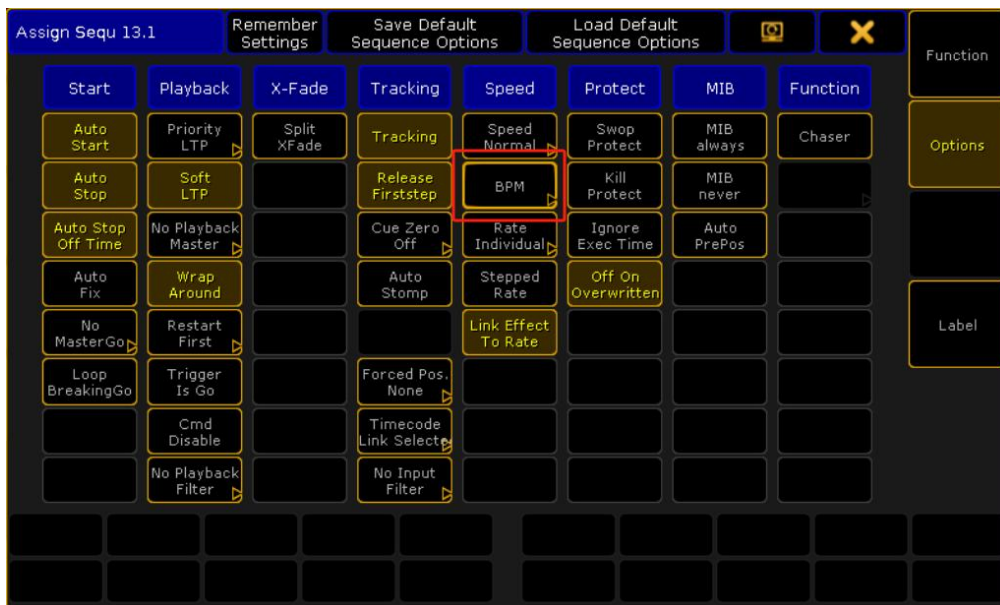 Assign Sequ 13.1
Remember
Settings
Save Default
Sequence Options
Load Default
Sequence Options
Function
Start
Playback
X-Fade
Tracking
Speed
Protect
MIB
Function
Auto
Start
Priority
LTP
Split
XFade
Tracking
Speed
Normal
Swop
Protect
MIB
always
Chaser
Options
Auto
Stop
Soft
LTP
Release
Firststep
BPM
Kill
Protect
MIB
never
Auto Stop
Off Time
No Playback
Master
Cue Zero
Off
Rate
Individual
Ignore
Exec Time
Auto
PrePos
Auto
Fix
Wrap
Around
Auto
Stomp
Stepped
Rate
Off On
Overwritten
No
MasterGo
Restart
First
Link Effect
To Rate
Label
Loop
BreakingGo
Trigger
Is Go
Forced Pos.
None
Cmd
Disable
Timecode
Link Selecte
No Playback
Filter
No Input
Filter